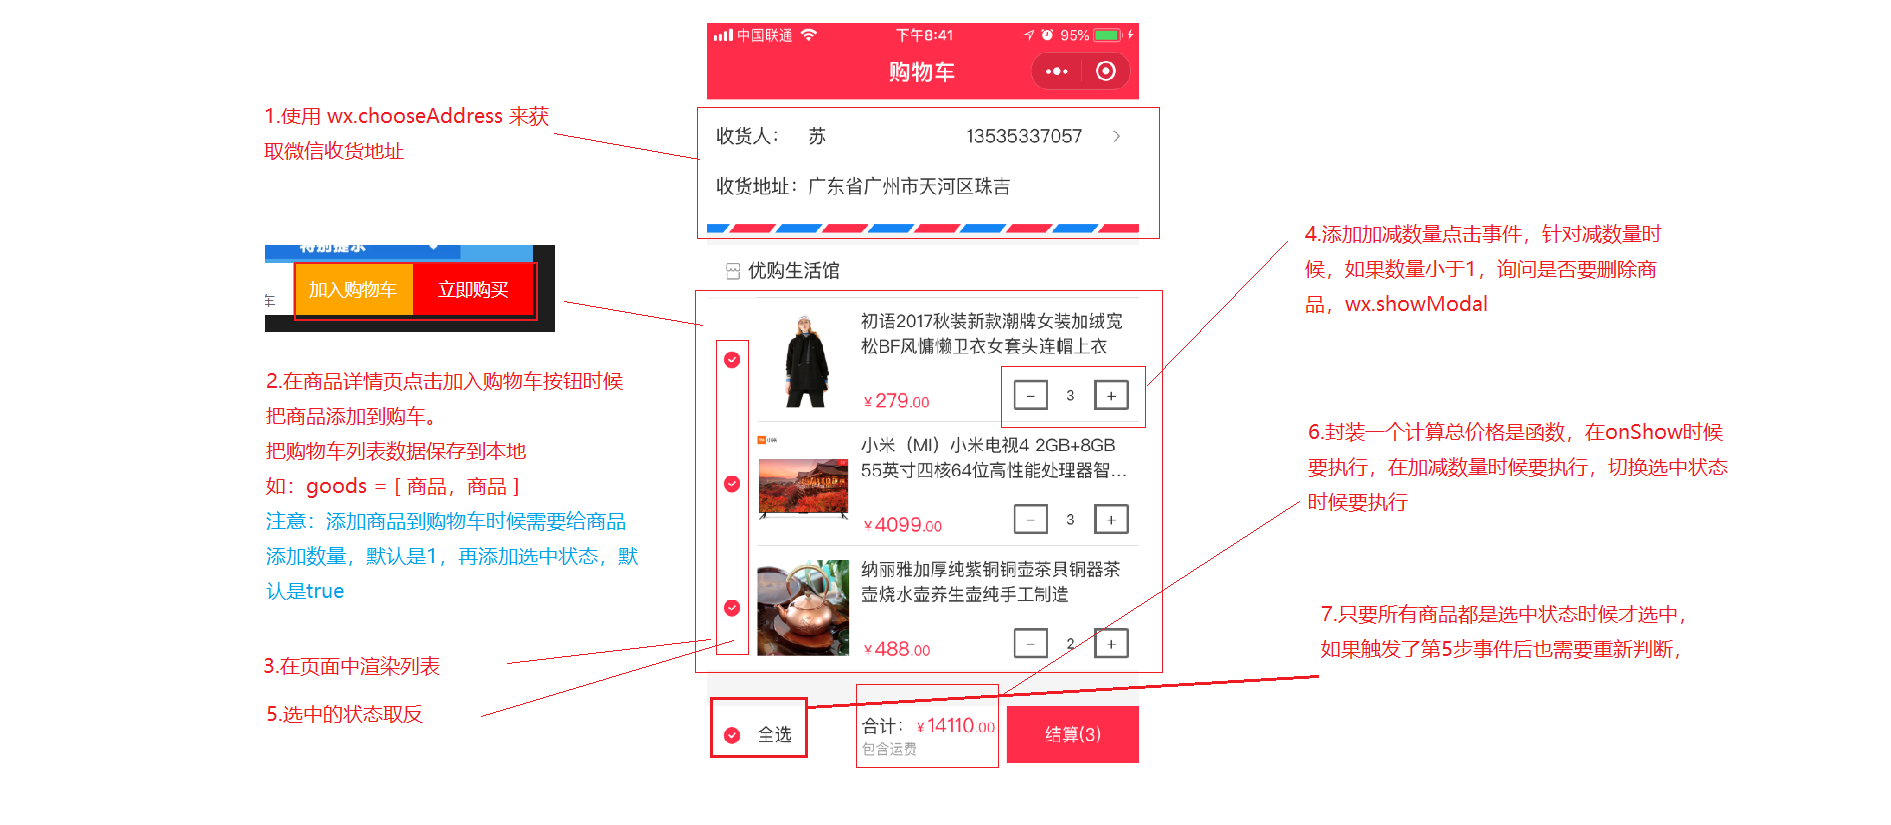 中国联通
下午8:41
95%
购物车
1.使用 wx.chooseAddress 来获
取微信收货地址
收货人：
苏
13535337057
收货地址：广东省广州市天河区珠吉
特别提示
车
加入购物车
立即购买
优购生活馆
2.在商品详情页点击加入购物车按钮时候
把商品添加到购车。
把购物车列表数据保存到本地
如：goods = [ 商品，商品 ]
注意：添加商品到购物车时候需要给商品
添加数量，默认是1，再添加选中状态，默
认是true
3.在页面中渲染列表
5.选中的状态取反
初语2017秋装新款潮牌女装加绒宽
松BF风慵懒卫衣女套头连帽上衣
¥279.00
-
3
+
小米（MI）小米电视4 2GB+8GB
55英寸四核64位高性能处理器智...
¥4099.00
-
3
+
纳丽雅加厚纯紫铜铜壶茶具铜器茶
壶烧水壶养生壶纯手工制造
¥488.00
-
2
+
全选
合计：
¥14110.00
包含运费
结算(3)
4.添加加减数量点击事件，针对减数量时
候，如果数量小于1，询问是否要删除商
品，wx.showModal
6.封装一个计算总价格是函数，在onShow时候
要执行，在加减数量时候要执行，切换选中状态
时候要执行
7.只要所有商品都是选中状态时候才选中，
如果触发了第5步事件后也需要重新判断，